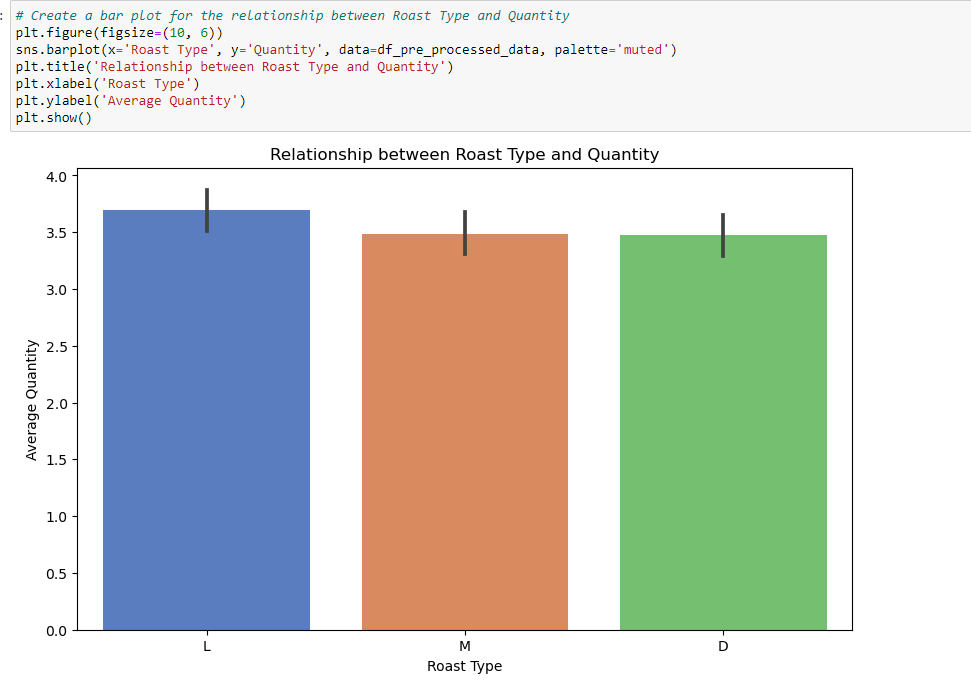 :
# Create a bar plot for the relationship between Roast Type and Quantity
plt.figure(figsize=(10, 6))
sns.barplot(x='Roast Type', y='Quantity', data=df_pre_processed_data, palette='muted')
plt.title('Relationship between Roast Type and Quantity')
plt.xlabel('Roast Type')
plt.ylabel('Average Quantity')
plt.show()
Relationship between Roast Type and Quantity
4.0
3.5
3.0
2.5
2.0
1.5
1.0
0.5
0.0
Average Quantity
L M D
Roast Type